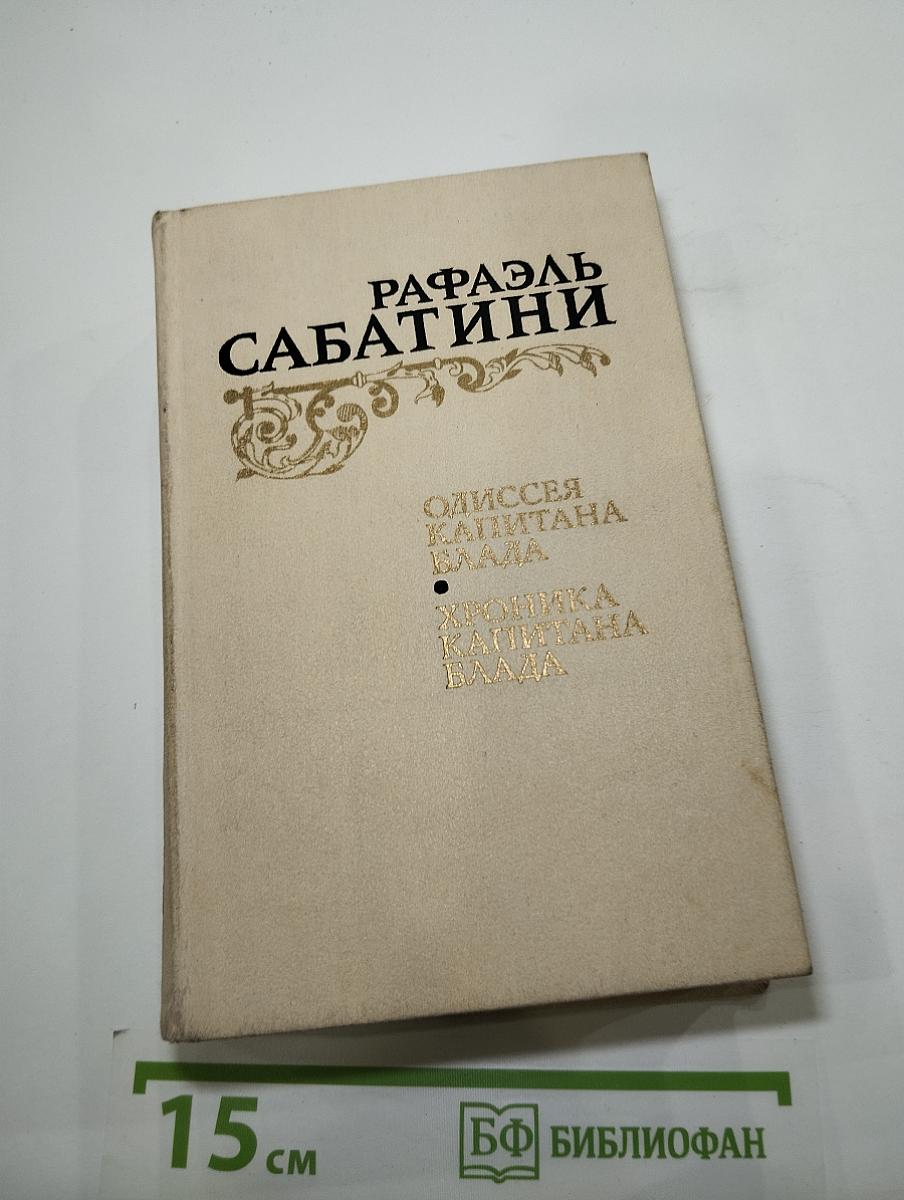 РАФАЭЛЬ
САБАТИНИ
ОДИССЕЯ
КАПИТАНА
БЛАДА
•
ХРОНИКА
КАПИТАНА
БЛАДА
15 см
БФ БИБЛИОФАН